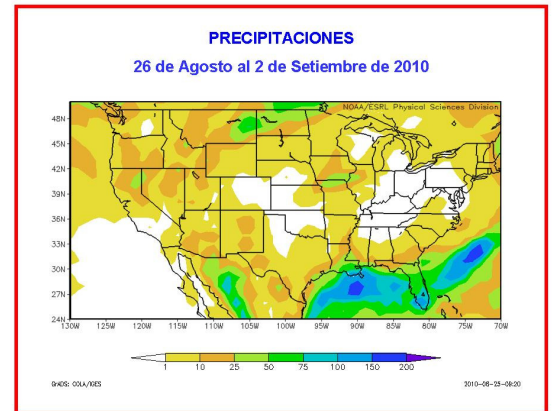 PRECIPITACIONES
26 de Agosto al 2 de Setiembre de 2010
NOAA/ESRL Physical Sciences Division
48N
45N
42N
39N
36N
33N
30N
27N
24N
130W 125W 120W 115W 110W 105W 100W 95W 90W 85W 80W 75W 70W
1 10 25 50 75 100 150 200
GrADS: COLA/IGES 2010-08-25-09:20